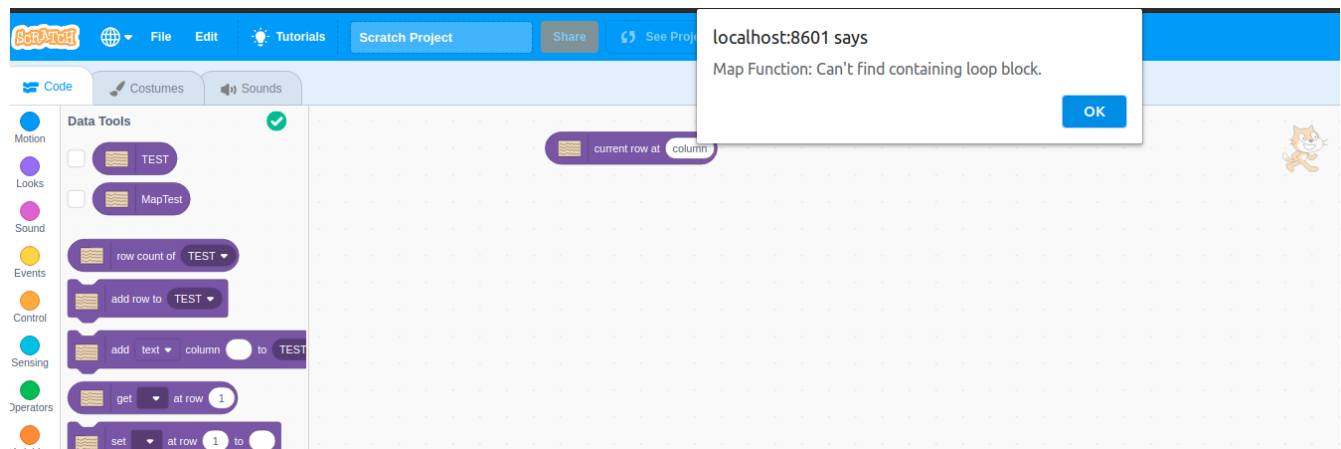 SCRATCH File Edit Tutorials Scratch Project Share See Proje
localhost:8601 says
Map Function: Can't find containing loop block.
OK
Code Costumes Sounds
Motion
Looks
Sound
Events
Control
Sensing
Operators
Data Tools
TEST
MapTest
row count of TEST
add row to TEST
add text column to TEST
get at row 1
set at row 1 to
current row at column